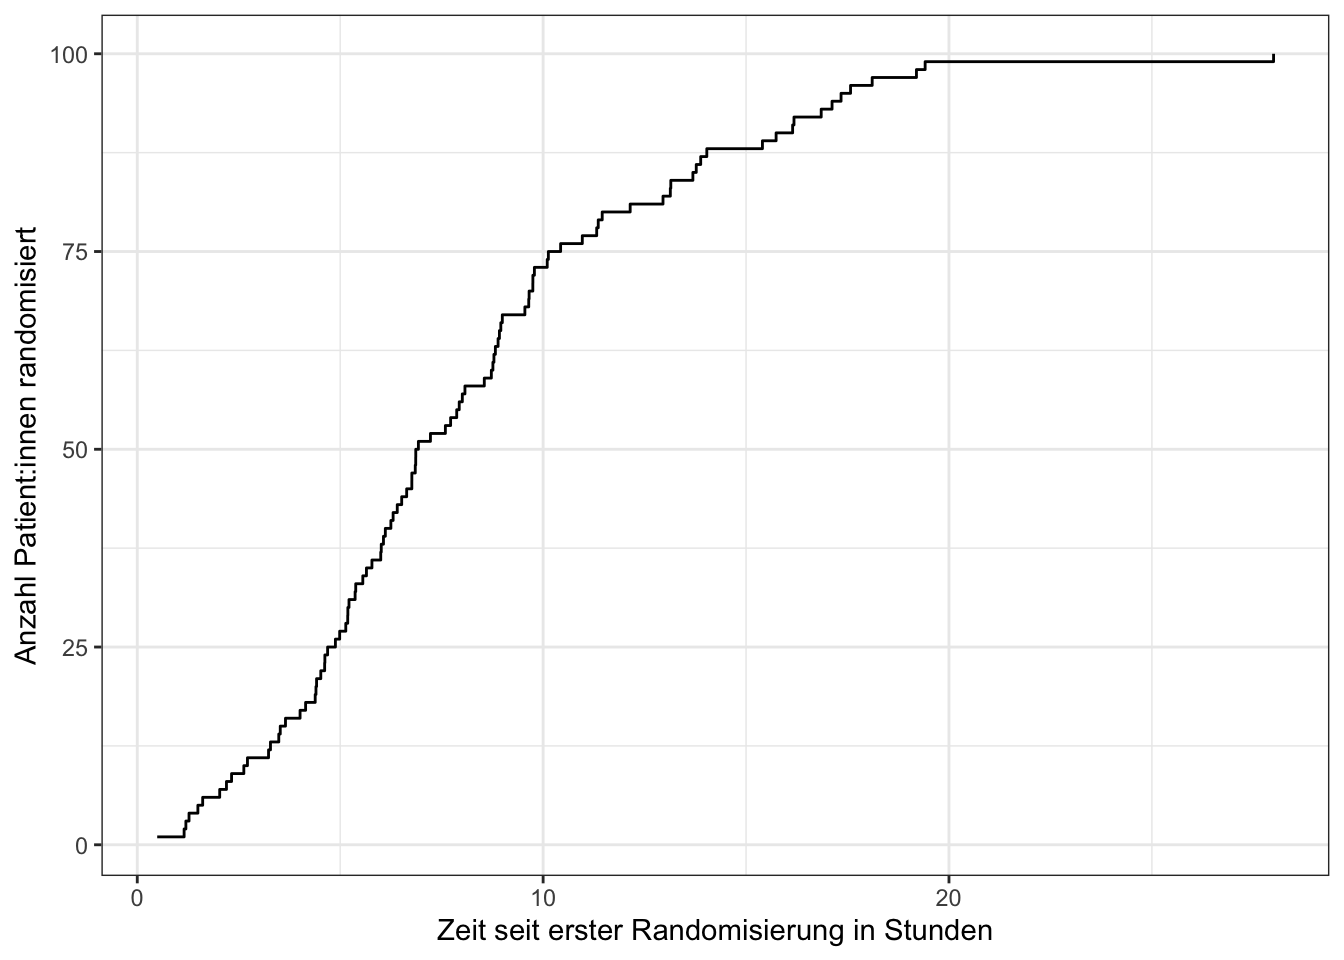 Anzahl Patient:innen randomisiert
100
75
50
25
0
0 10 20
Zeit seit erster Randomisierung in Stunden